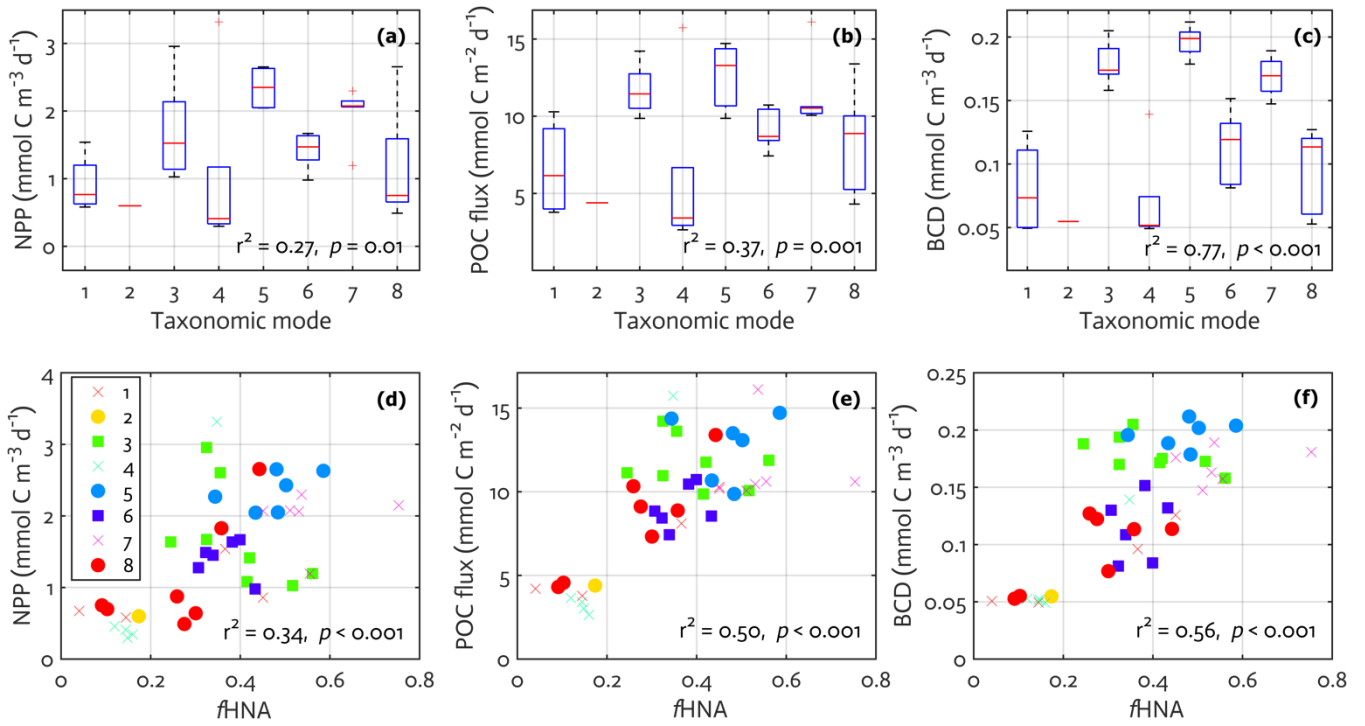 (a)
NPP (mmol C m⁻³ d⁻¹)
3
2
1
0
r² = 0.27, p = 0.01
1 2 3 4 5 6 7 8
Taxonomic mode
(b)
POC flux (mmol C m⁻² d⁻¹)
15
10
5
r² = 0.37, p = 0.001
1 2 3 4 5 6 7 8
Taxonomic mode
(c)
BCD (mmol C m⁻³ d⁻¹)
0.2
0.15
0.1
0.05
r² = 0.77, p < 0.001
1 2 3 4 5 6 7 8
Taxonomic mode
(d)
NPP (mmol C m⁻³ d⁻¹)
4
3
2
1
0
1
2
3
4
5
6
7
8
r² = 0.34, p < 0.001
0 0.2 0.4 0.6 0.8
fHNA
(e)
POC flux (mmol C m⁻² d⁻¹)
15
10
5
0
r² = 0.50, p < 0.001
0 0.2 0.4 0.6 0.8
fHNA
(f)
BCD (mmol C m⁻³ d⁻¹)
0.25
0.2
0.15
0.1
0.05
0
r² = 0.56, p < 0.001
0 0.2 0.4 0.6 0.8
fHNA